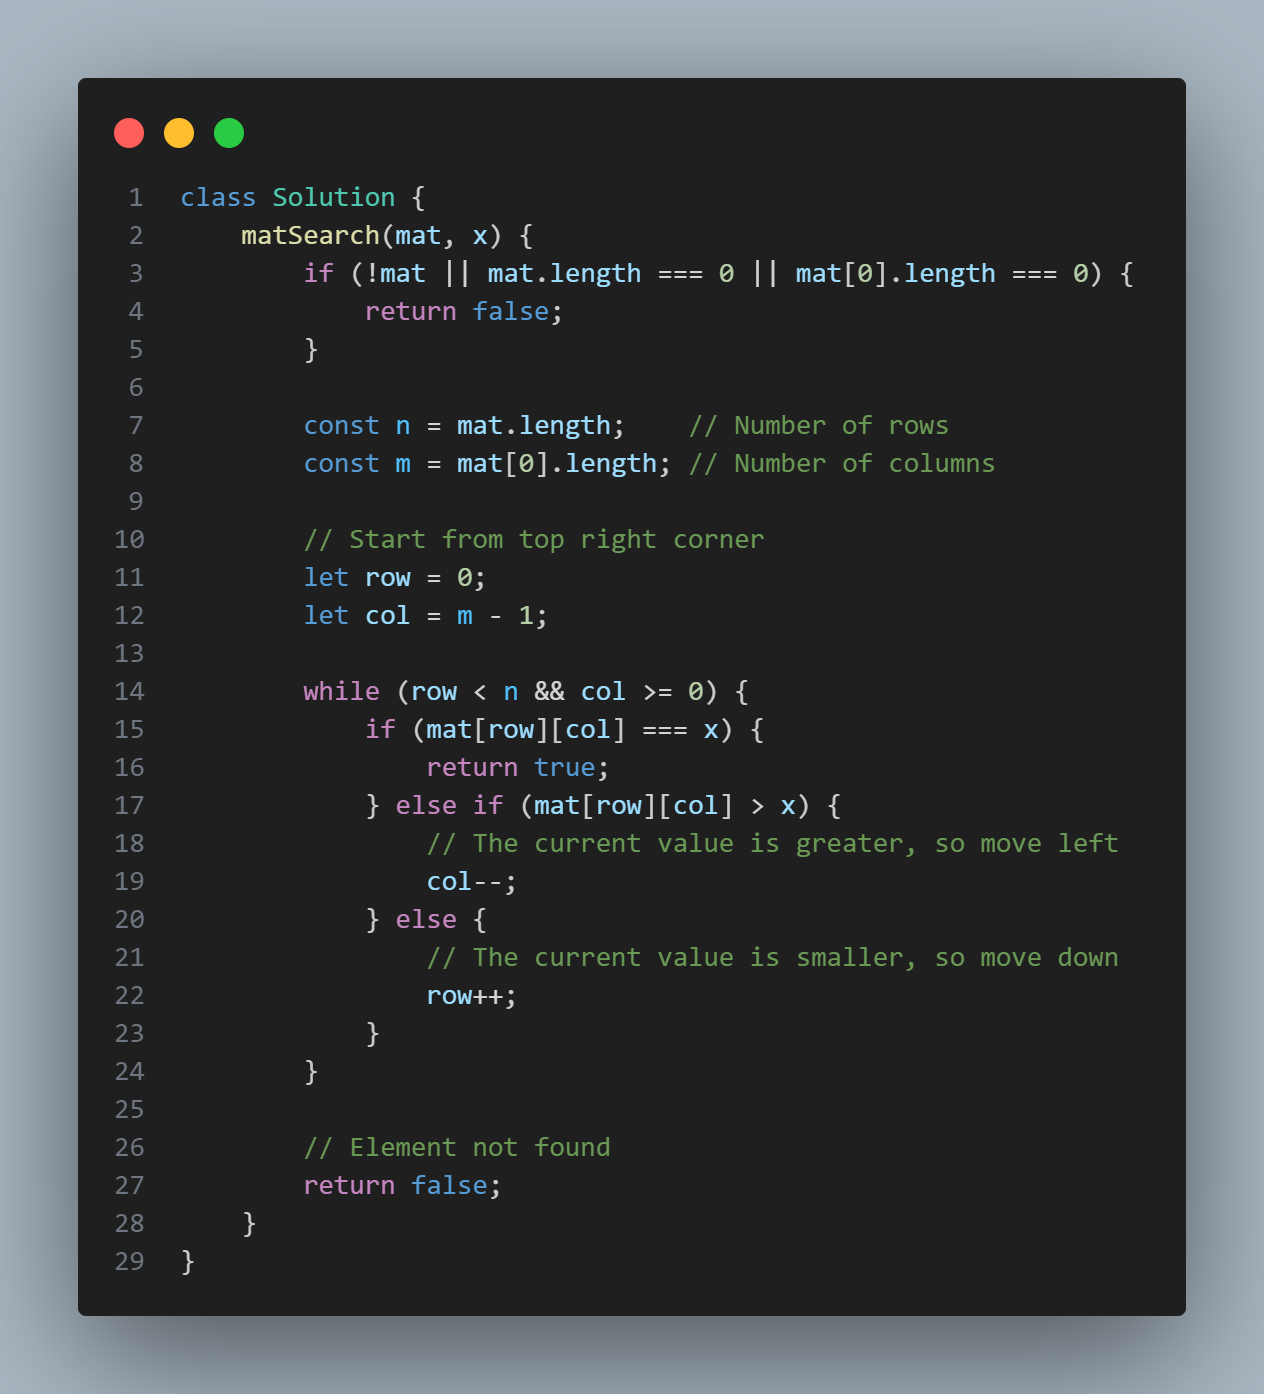 1 class Solution {
2     matSearch(mat, x) {
3         if (!mat || mat.length === 0 || mat[0].length === 0) {
4             return false;
5         }
6
7         const n = mat.length;    // Number of rows
8         const m = mat[0].length; // Number of columns
9
10         // Start from top right corner
11         let row = 0;
12         let col = m - 1;
13
14         while (row < n && col >= 0) {
15             if (mat[row][col] === x) {
16                 return true;
17             } else if (mat[row][col] > x) {
18                 // The current value is greater, so move left
19                 col--;
20             } else {
21                 // The current value is smaller, so move down
22                 row++;
23             }
24         }
25
26         // Element not found
27         return false;
28     }
29 }